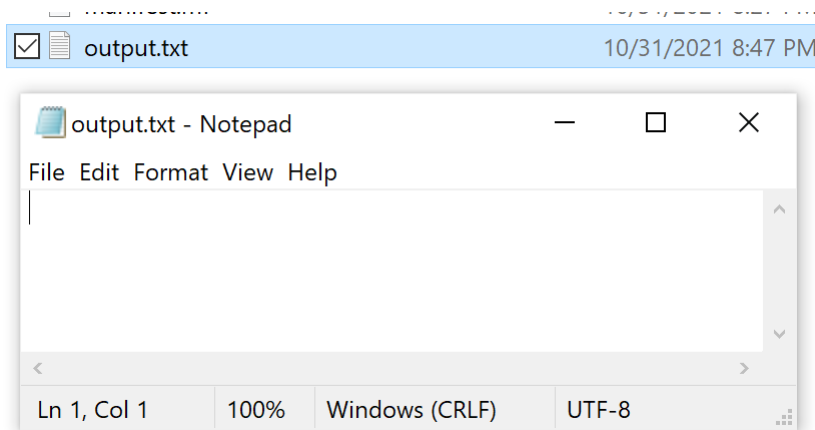 output.txt
10/31/2021 8:47 PM
output.txt - Notepad
File Edit Format View Help
Ln 1, Col 1
100%
Windows (CRLF)
UTF-8